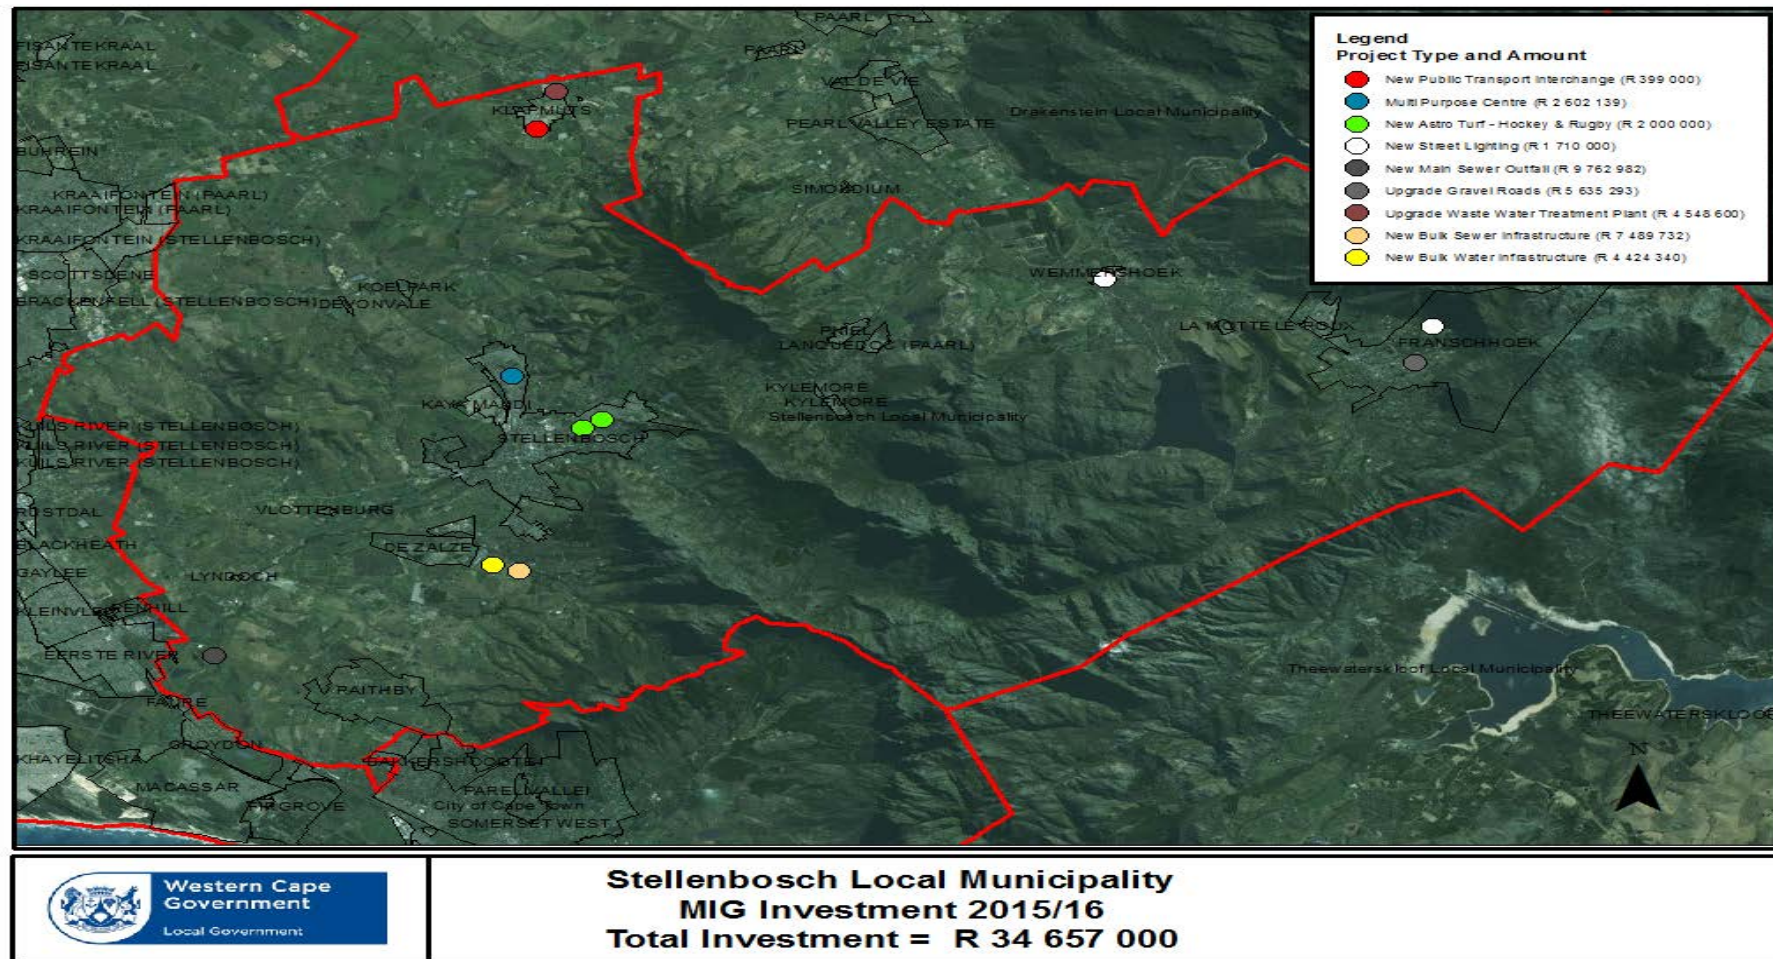 PAARL
FISANTEKRAAL
PAARL
FISANTEKRAAL
VAL DE VIE
KLAPMUTS
Drakenstein Local Municipality
PEARL VALLEY ESTATE
BUHREIN
KRAAIFONTEIN (PAARL)
SIMONDIUM
KRAAIFONTEIN (PAARL)
KRAAIFONTEIN (STELLENBOSCH)
SCOTTSDENE
WEMMERSHOEK
KOELPARK
BRACKENFELL (STELLENBOSCH)
DEVONVALE
LA MOTTE LE ROUX
PNIEL
LANQUEDOC (PAARL)
FRANSCHHOEK
KYLEMORE
KAYA MANDI
KYLEMORE
Stellenbosch Local Municipality
KUILS RIVER (STELLENBOSCH)
STELLENBOSCH
KUILS RIVER (STELLENBOSCH)
KUILS RIVER (STELLENBOSCH)
RUSTDAL
VLOTTENBURG
BLACKHEATH
DE ZALZE
GAYLEE
LYNDOCH
KLEINVLEI
PENHILL
EERSTE RIVER
Theewaterskloof Local Municipality
RAITHBY
FAURE
THEEWATERSKLOOF
CROYDON
KHAYELITSHA
MACASSAR
PARELVALLEI
FIRGROVE
City of Cape Town
SOMERSET WEST
N
Legend
Project Type and Amount
New Public Transport Interchange (R 399 000)
Multi Purpose Centre (R 2 602 139)
New Astro Turf - Hockey & Rugby (R 2 000 000)
New Street Lighting (R 1 710 000)
New Main Sewer Outfall (R 9 762 982)
Upgrade Gravel Roads (R 5 635 293)
Upgrade Waste Water Treatment Plant (R 4 548 600)
New Bulk Sewer Infrastructure (R 7 489 732)
New Bulk Water Infrastructure (R 4 424 340)
Western Cape
Government
Local Government
Stellenbosch Local Municipality
MIG Investment 2015/16
Total Investment = R 34 657 000